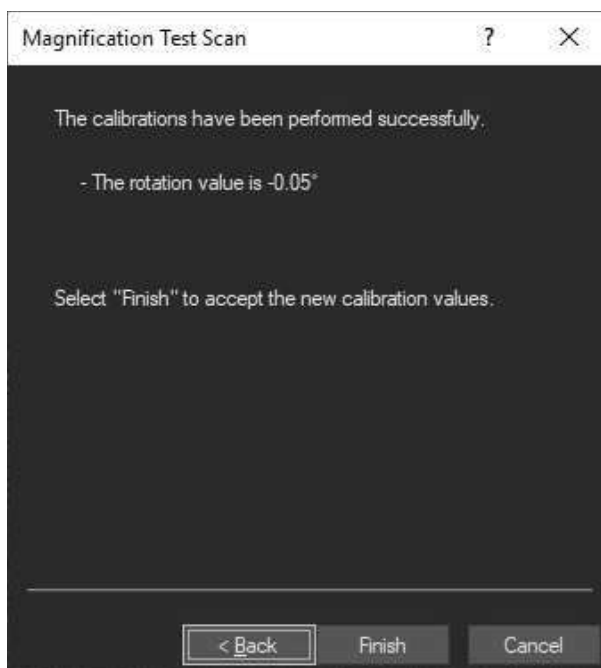 Magnification Test Scan ?
The calibrations have been performed successfully.
- The rotation value is -0.05°
Select "Finish" to accept the new calibration values.
< Back Finish Cancel